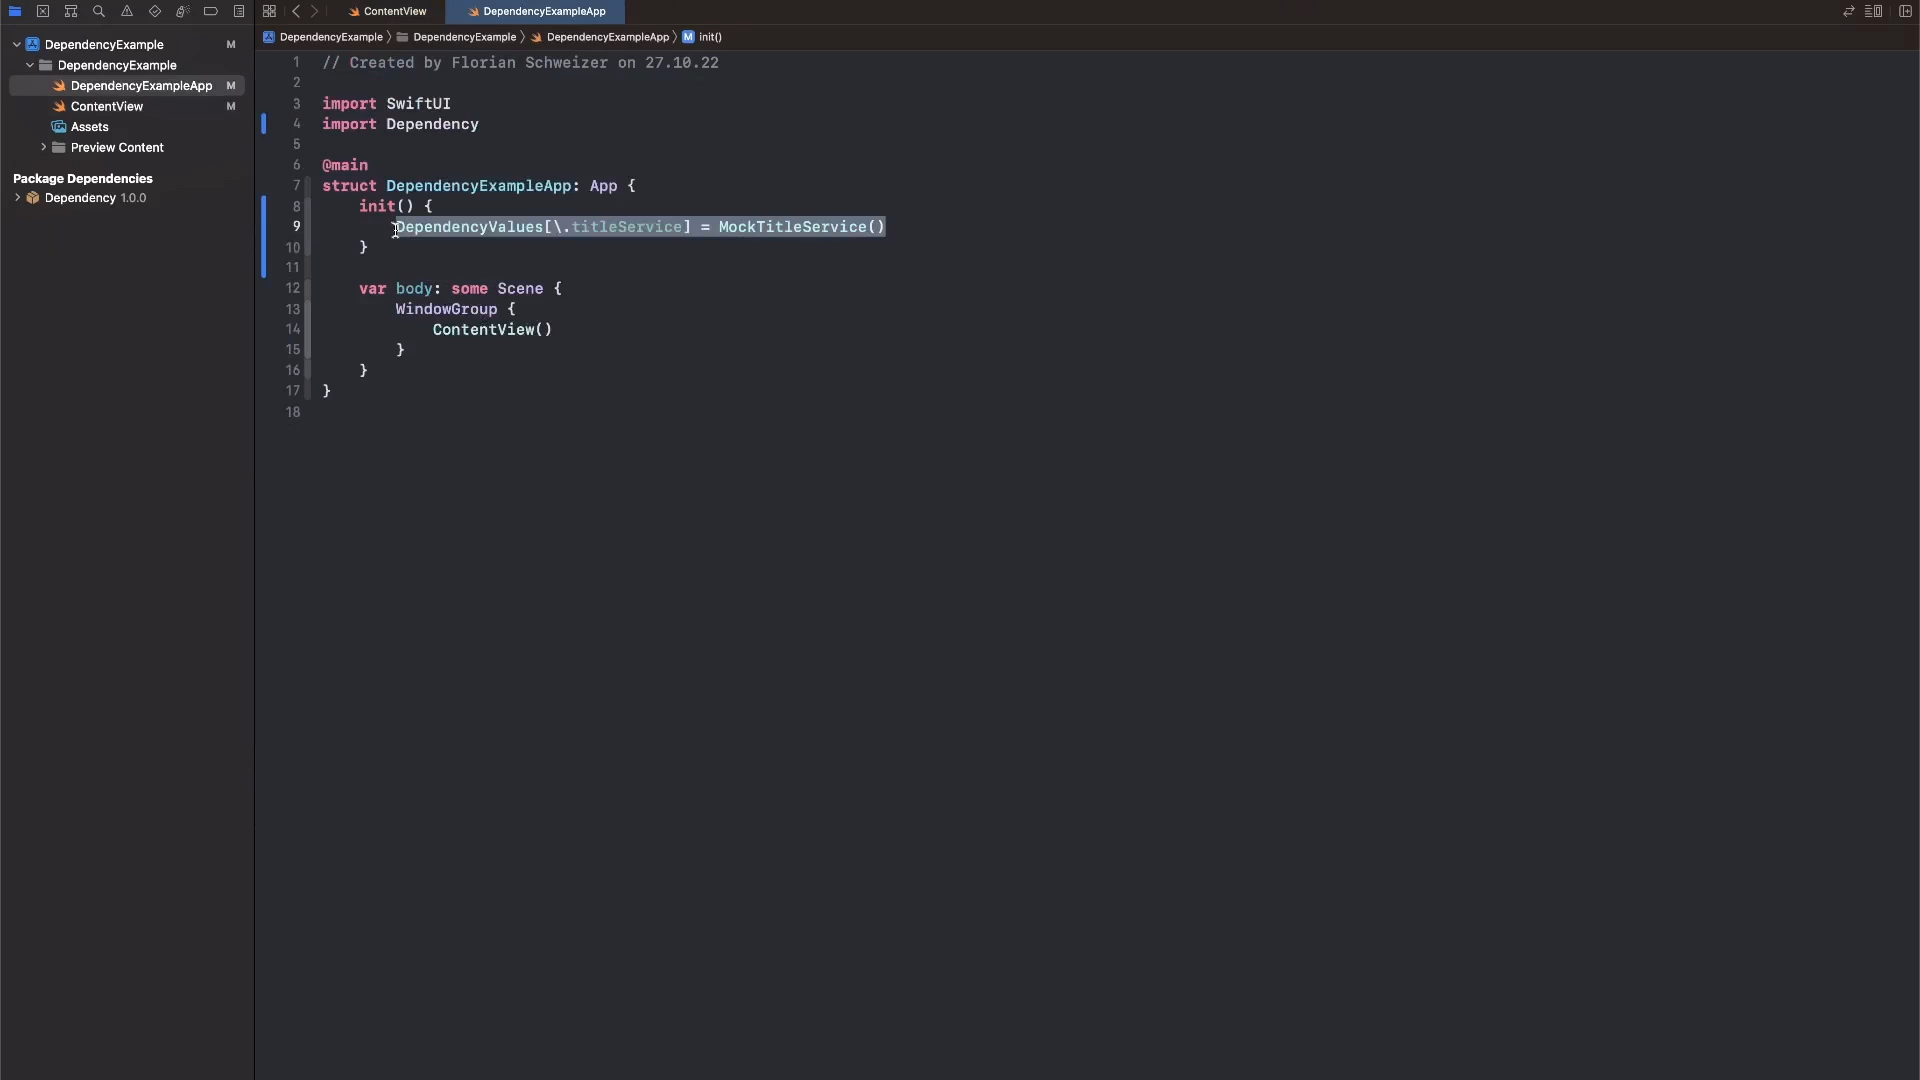 ContentView
DependencyExampleApp
DependencyExample M
DependencyExample
DependencyExampleApp M
ContentView M
Assets
Preview Content
Package Dependencies
Dependency 1.0.0
DependencyExample DependencyExample DependencyExampleApp M init()
1 // Created by Florian Schweizer on 27.10.22
2
3 import SwiftUI
4 import Dependency
5
6 @main
7 struct DependencyExampleApp: App {
8 init() {
9 DependencyValues[\.titleService] = MockTitleService()
10 }
11
12 var body: some Scene {
13 WindowGroup {
14 ContentView()
15 }
16 }
17 }
18